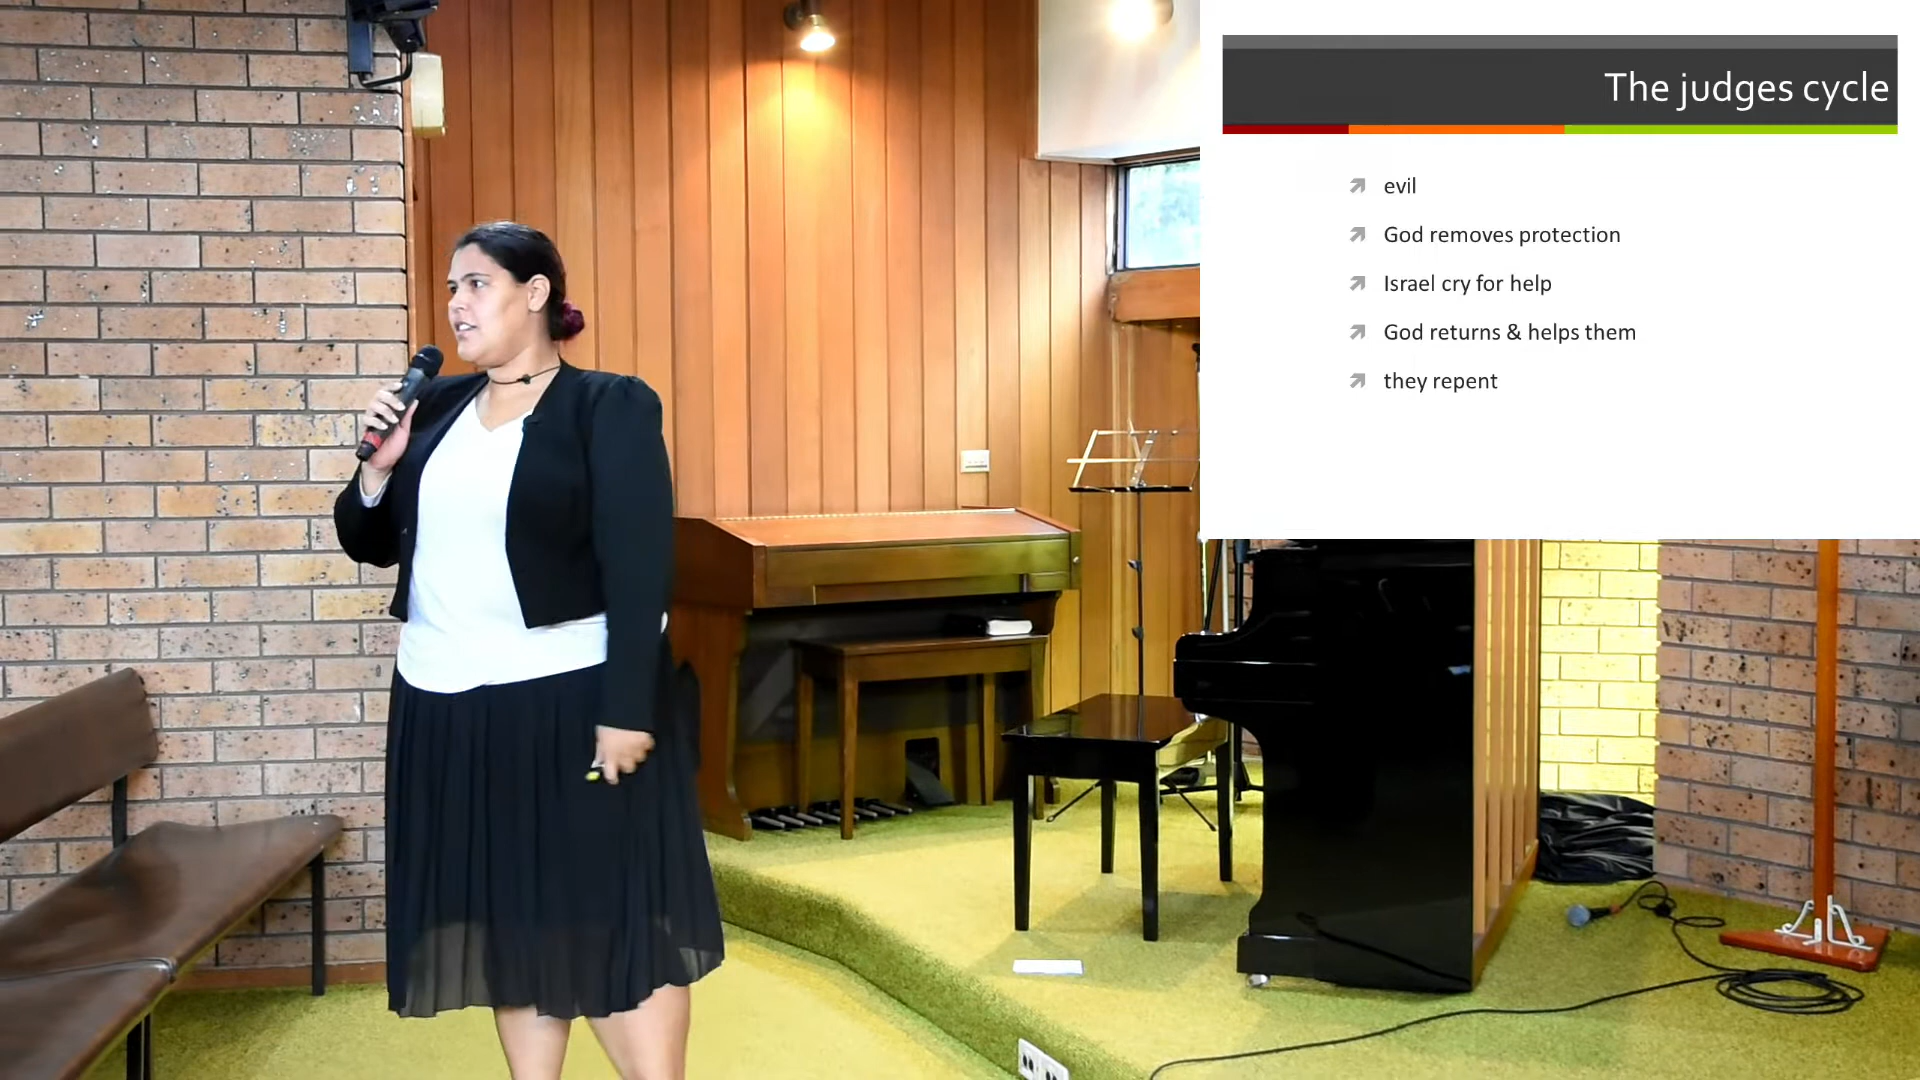 The judges cycle
evil
God removes protection
Israel cry for help
God returns & helps them
they repent